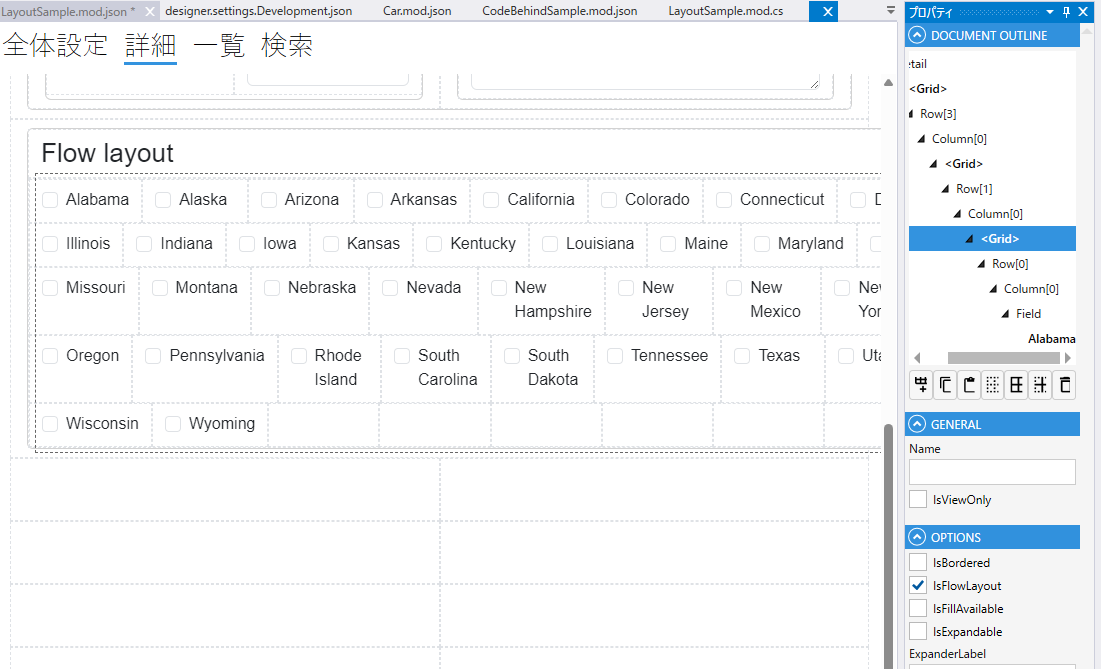 LayoutSample.mod.json * designer.settings.Development.json Car.mod.json CodeBehindSample.mod.json LayoutSample.mod.cs
プロパティ
DOCUMENT OUTLINE
全体設定 詳細 一覧 検索
tail
<Grid>
Row[3]
Column[0]
<Grid>
Row[1]
Column[0]
<Grid>
Row[0]
Column[0]
Field
Alabama
Flow layout
Alabama Alaska Arizona Arkansas California Colorado Connecticut D
Illinois Indiana Iowa Kansas Kentucky Louisiana Maine Maryland
Missouri Montana Nebraska Nevada New Hampshire New Jersey New Mexico New Yor
Oregon Pennsylvania Rhode Island South Carolina South Dakota Tennessee Texas Uta
Wisconsin Wyoming
GENERAL
Name
IsViewOnly
OPTIONS
IsBordered
IsFlowLayout
IsFillAvailable
IsExpandable
ExpanderLabel